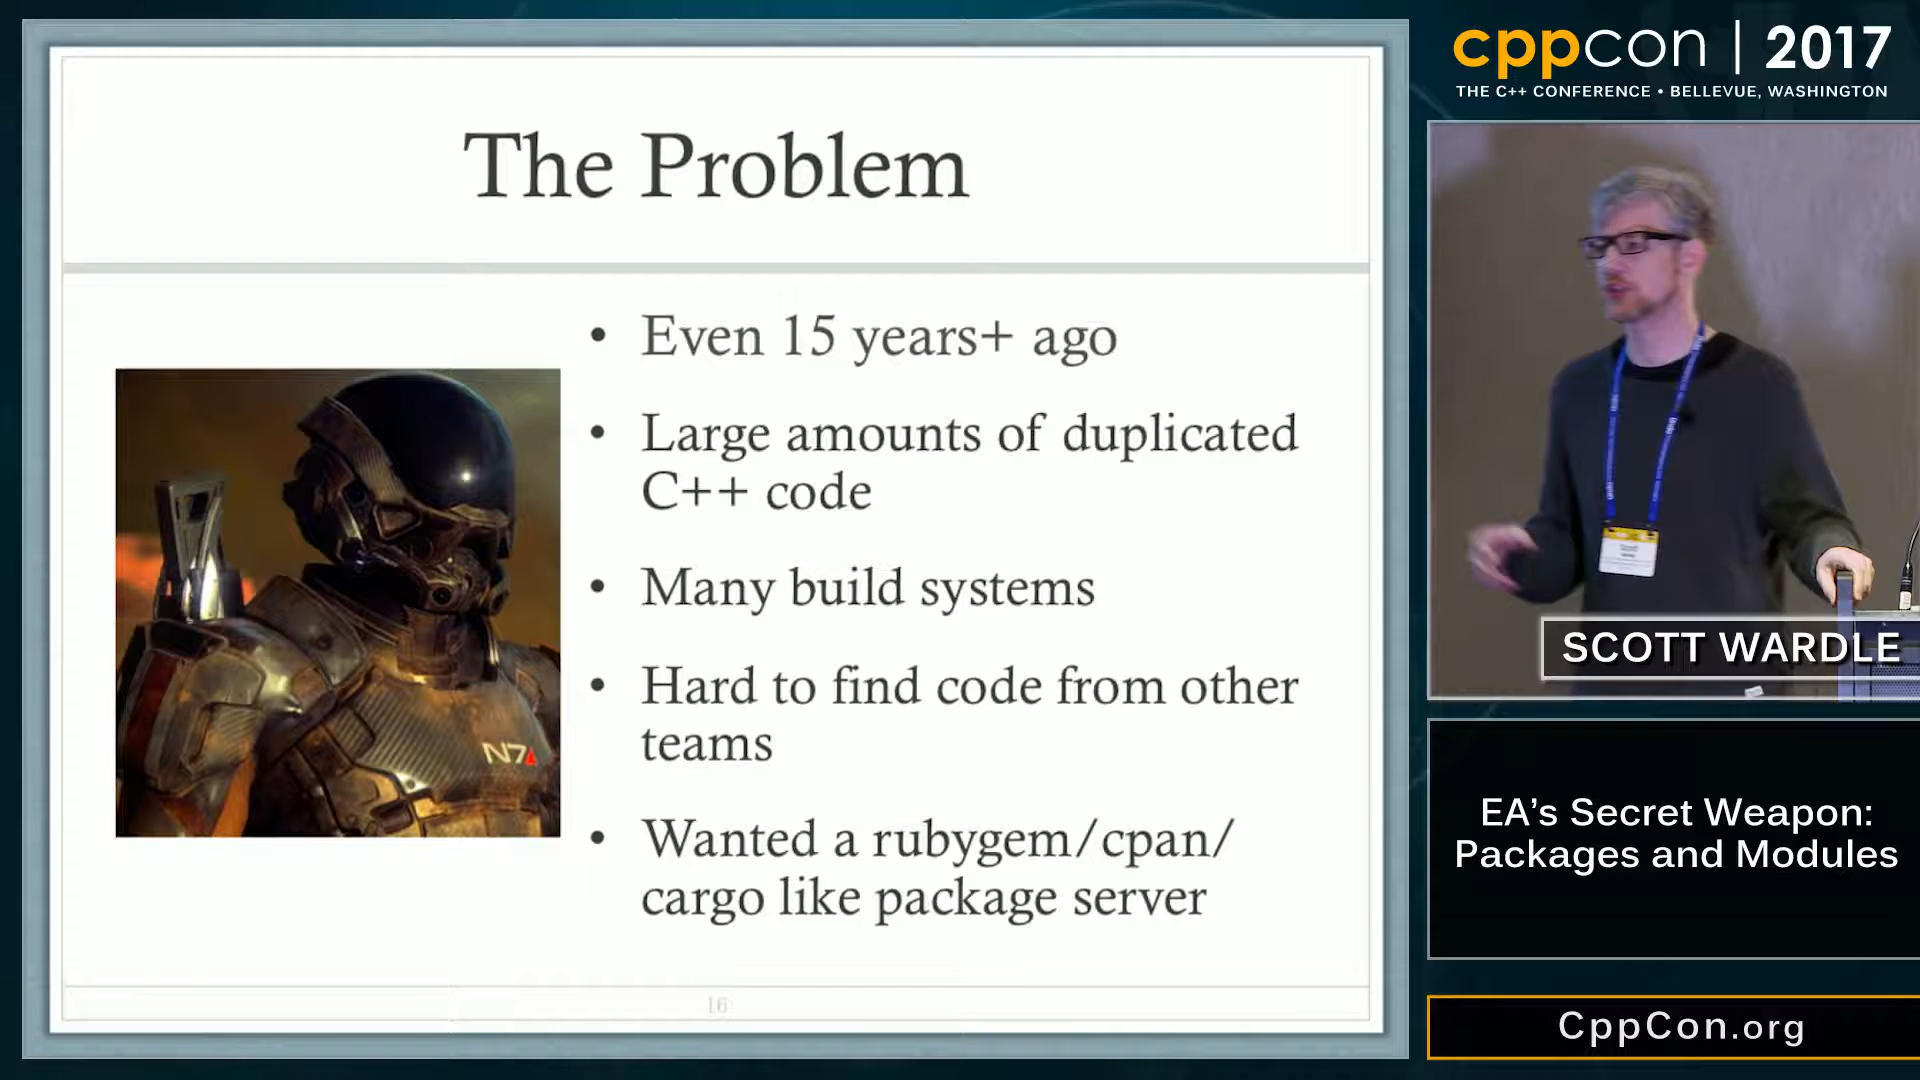 The Problem
• Even 15 years+ ago
• Large amounts of duplicated
C++ code
• Many build systems
• Hard to find code from other
teams
• Wanted a rubygem/cpan/
cargo like package server
N7
16
cppcon | 2017
THE C++ CONFERENCE • BELLEVUE, WASHINGTON
SCOTT WARDLE
EA’s Secret Weapon:
Packages and Modules
CppCon.org